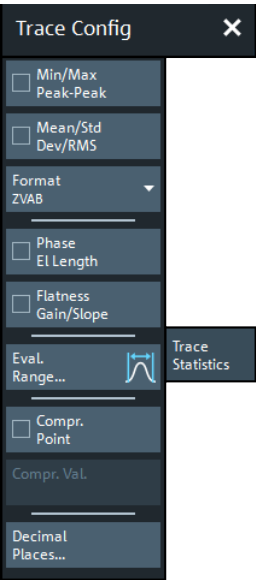 Trace Config
Min/Max
Peak-Peak
Mean/Std
Dev/RMS
Format
ZVAB
Phase
El Length
Flatness
Gain/Slope
Eval.
Range...
Trace
Statistics
Compr.
Point
Compr. Val.
Decimal
Places...